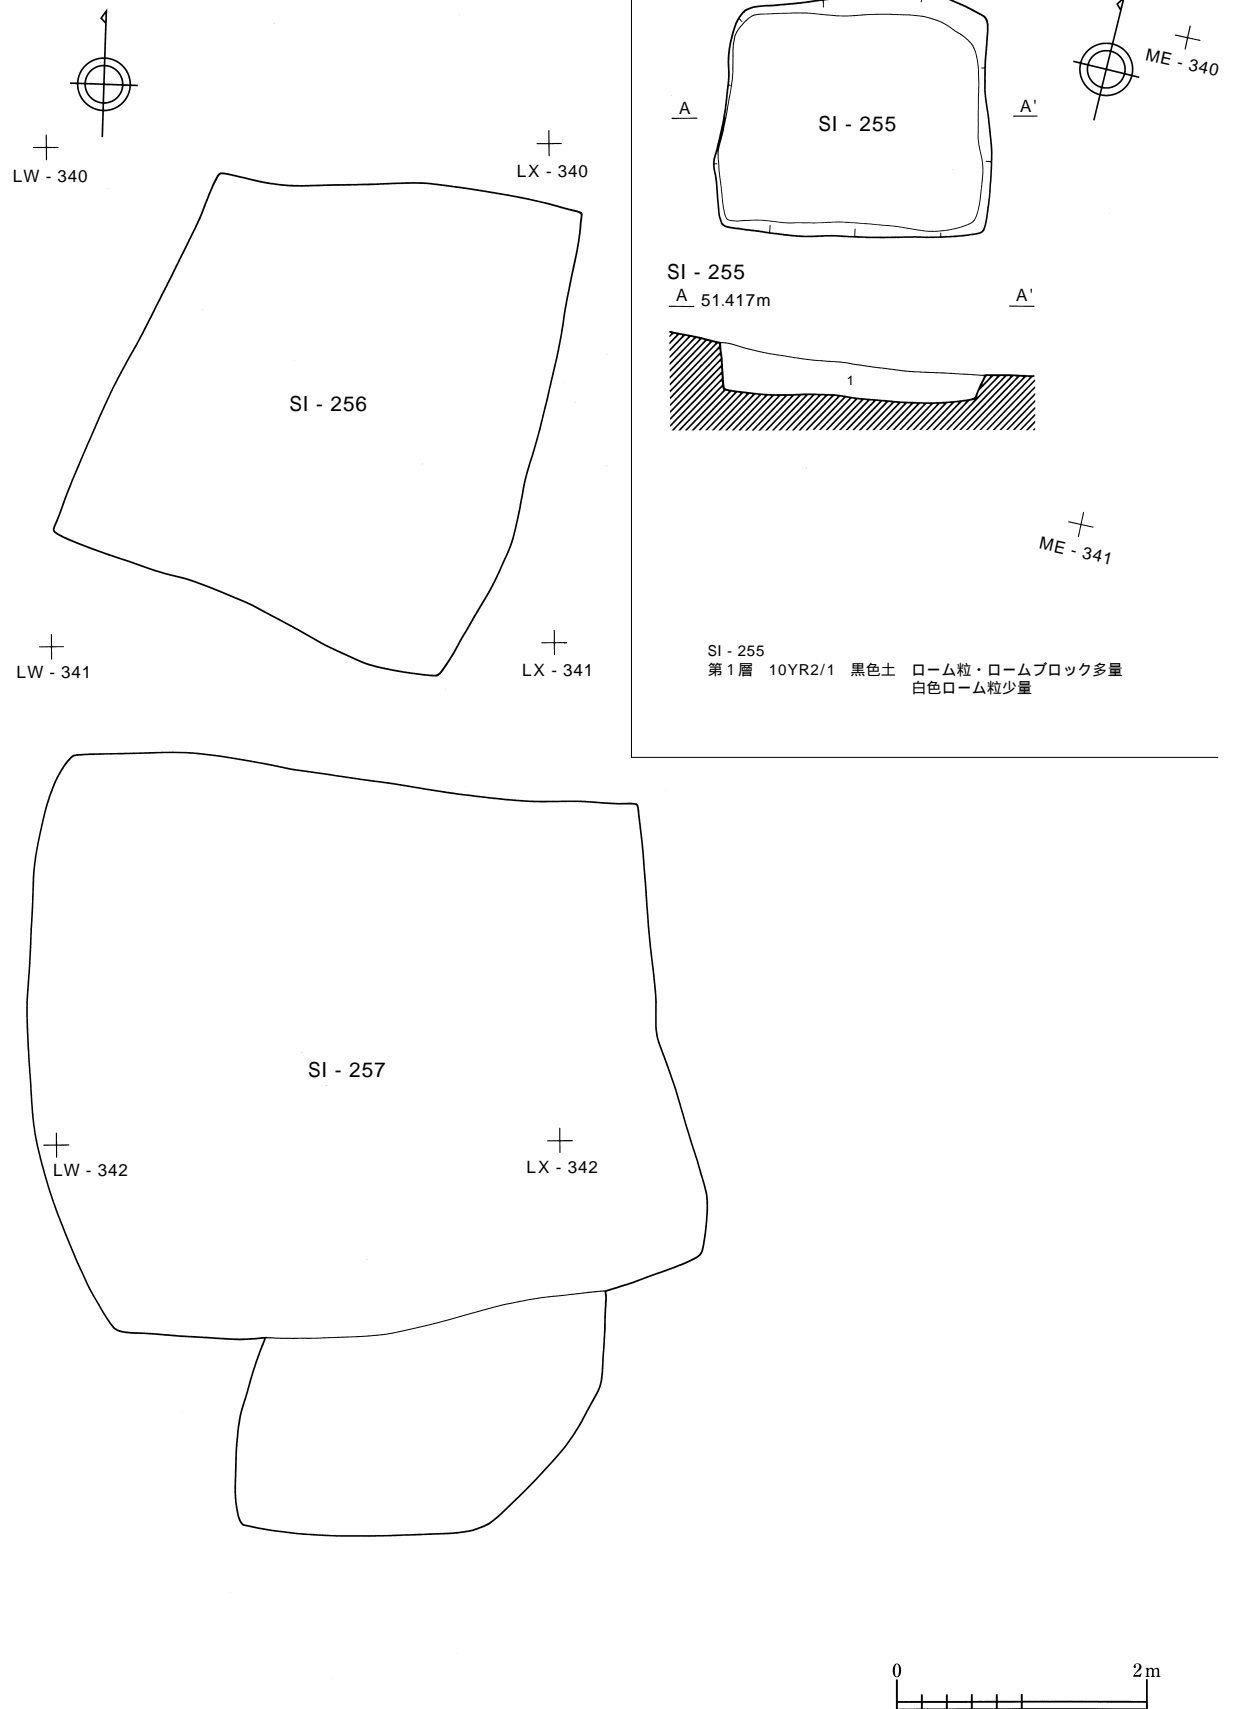 LW - 340
LX - 340
SI - 256
LW - 341
LX - 341
ME - 340
A
A'
SI - 255
SI - 255
A 51.417m
A'
1
ME - 341
SI - 255
第1層 10YR2/1 黒色土 ローム粒・ロームブロック多量
白色ローム粒少量
SI - 257
LW - 342
LX - 342
0
2m